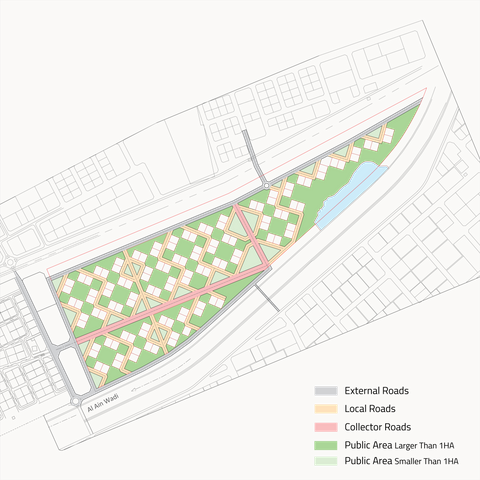 Al Ain Wadi
External Roads
Local Roads
Collector Roads
Public Area Larger Than 1HA
Public Area Smaller Than 1HA